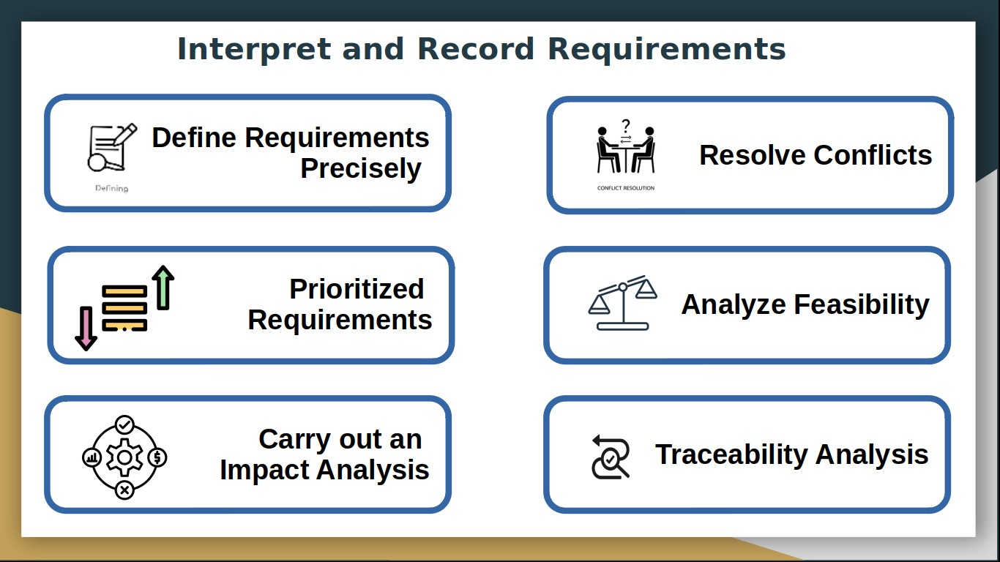 Interpret and Record Requirements
Define Requirements
Precisely
Defining
?
Resolve Conflicts
CONFLICT RESOLUTION
Prioritized
Requirements
Analyze Feasibility
Carry out an
Impact Analysis
$
Traceability Analysis